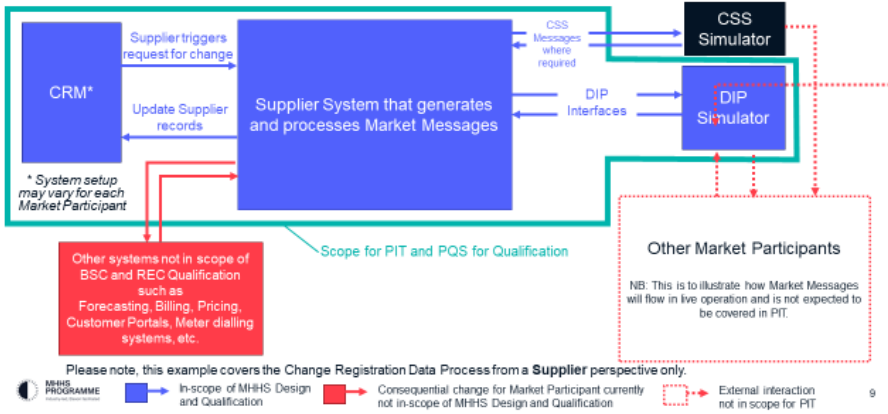 Supplier triggers
request for change
CRM*
Update Supplier
records
* System setup
may vary for each
Market Participant
Supplier System that generates
and processes Market Messages
CSS
Messages
where
required
CSS
Simulator
DIP
Interfaces
DIP
Simulator
Scope for PIT and PQS for Qualification
Other systems not in scope of
BSC and REC Qualification
such as
Forecasting, Billing, Pricing,
Customer Portals, Meter dialling
systems, etc.
Other Market Participants
NB: This is to illustrate how Market Messages
will flow in live operation and is not expected to
be covered in PIT.
Please note, this example covers the Change Registration Data Process from a Supplier perspective only.
MHHS
PROGRAMME
In-scope of MHHS Design
and Qualification
Consequential change for Market Participant currently
not in-scope of MHHS Design and Qualification
External interaction
not in scope for PIT
9